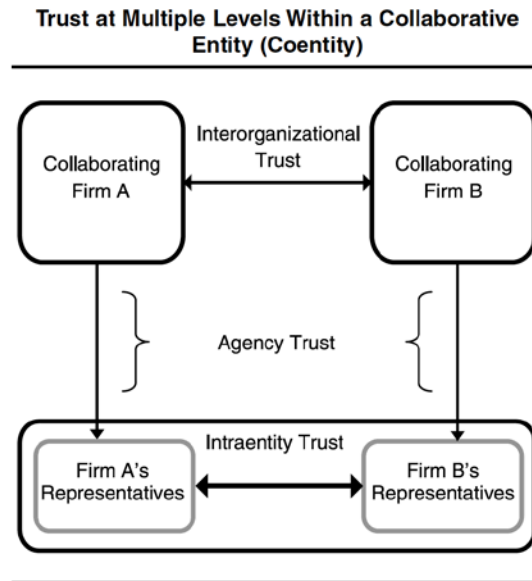 Trust at Multiple Levels Within a Collaborative
Entity (Coentity)
Collaborating
Firm A
Interorganizational
Trust
Collaborating
Firm B
Agency Trust
Intraentity Trust
Firm A's
Representatives
Firm B's
Representatives